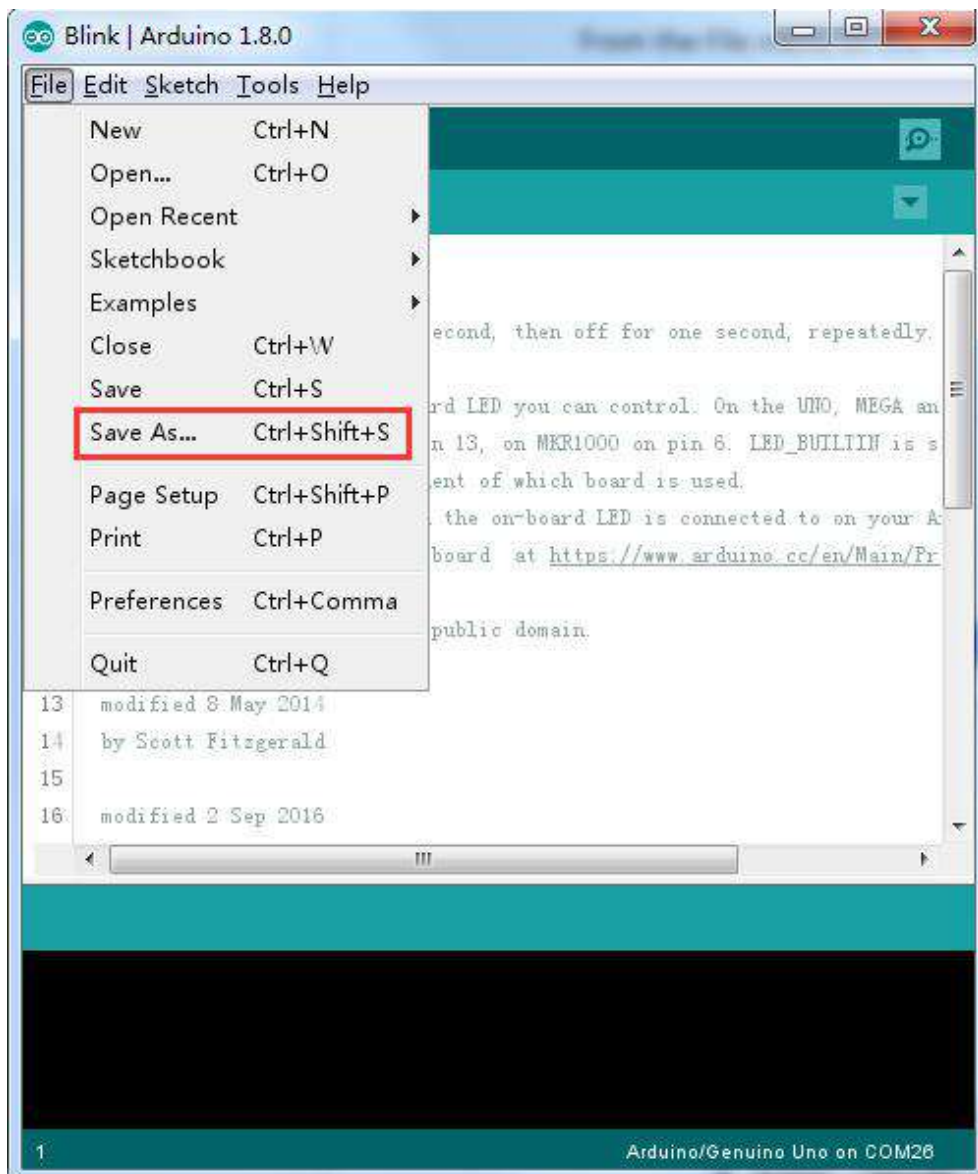 Blink | Arduino 1.8.0
File Edit Sketch Tools Help
New Ctrl+N
Open... Ctrl+O
Open Recent
Sketchbook
Examples
Close Ctrl+W
Save Ctrl+S
Save As... Ctrl+Shift+S
Page Setup Ctrl+Shift+P
Print Ctrl+P
Preferences Ctrl+Comma
Quit Ctrl+Q
econd, then off for one second, repeatedly.
rd LED you can control. On the UNO, MEGA an
n 13, on MKR1000 on pin 6. LED_BUILTIN is s
ent of which board is used.
the on-board LED is connected to on your A
board at https://www.arduino.cc/en/Main/Pr
public domain.
13 modified 8 May 2014
14 by Scott Fitzgerald
15
16 modified 2 Sep 2016
1 Arduino/Genuino Uno on COM26